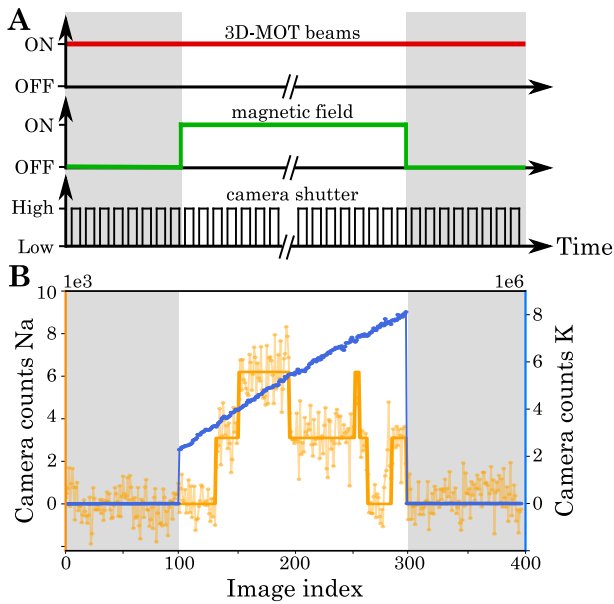 A
3D-MOT beams
ON
OFF
magnetic field
ON
OFF
camera shutter
High
Low
Time
B
1e3
1e6
10
8
6
4
2
0
Camera counts Na
8
6
4
2
0
Camera counts K
0
100
200
300
400
Image index